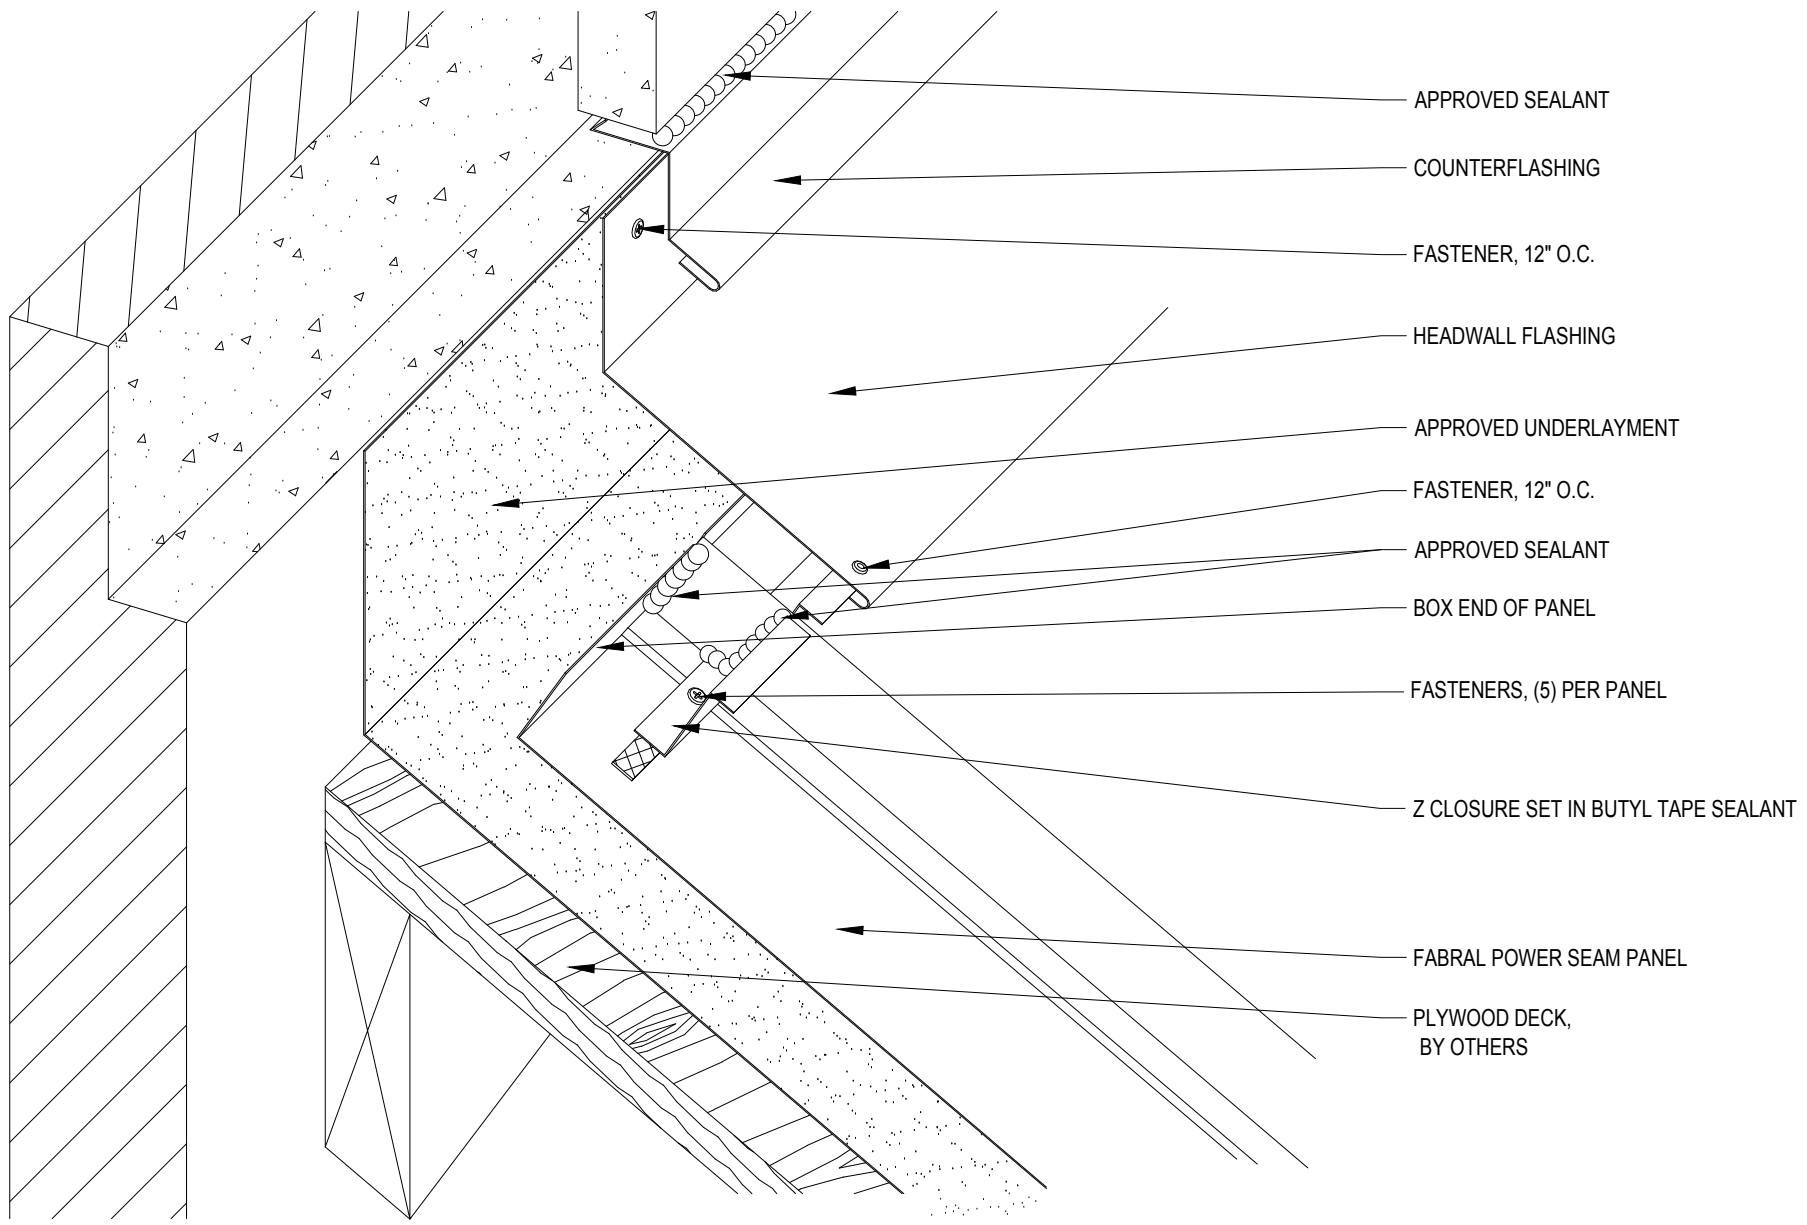 APPROVED SEALANT
COUNTERFLASHING
FASTENER, 12" O.C.
HEADWALL FLASHING
APPROVED UNDERLAYMENT
FASTENER, 12" O.C.
APPROVED SEALANT
BOX END OF PANEL
FASTENERS, (5) PER PANEL
Z CLOSURE SET IN BUTYL TAPE SEALANT
FABRAL POWER SEAM PANEL
PLYWOOD DECK,
BY OTHERS